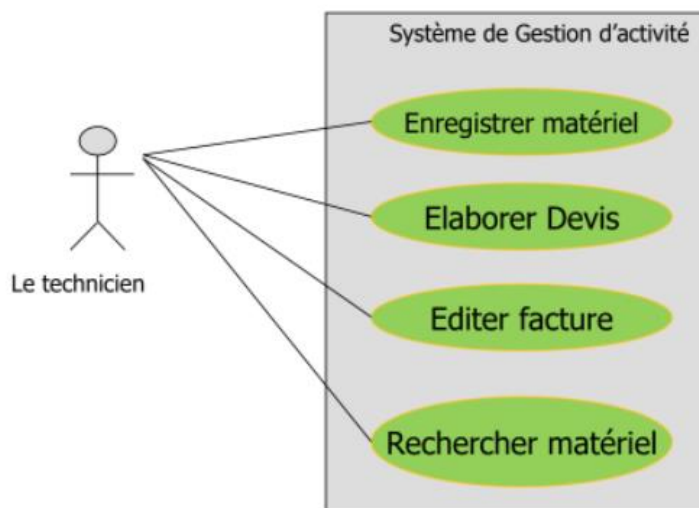 Système de Gestion d'activité
Enregistrer matériel
Elaborer Devis
Le technicien
Editer facture
Rechercher matériel